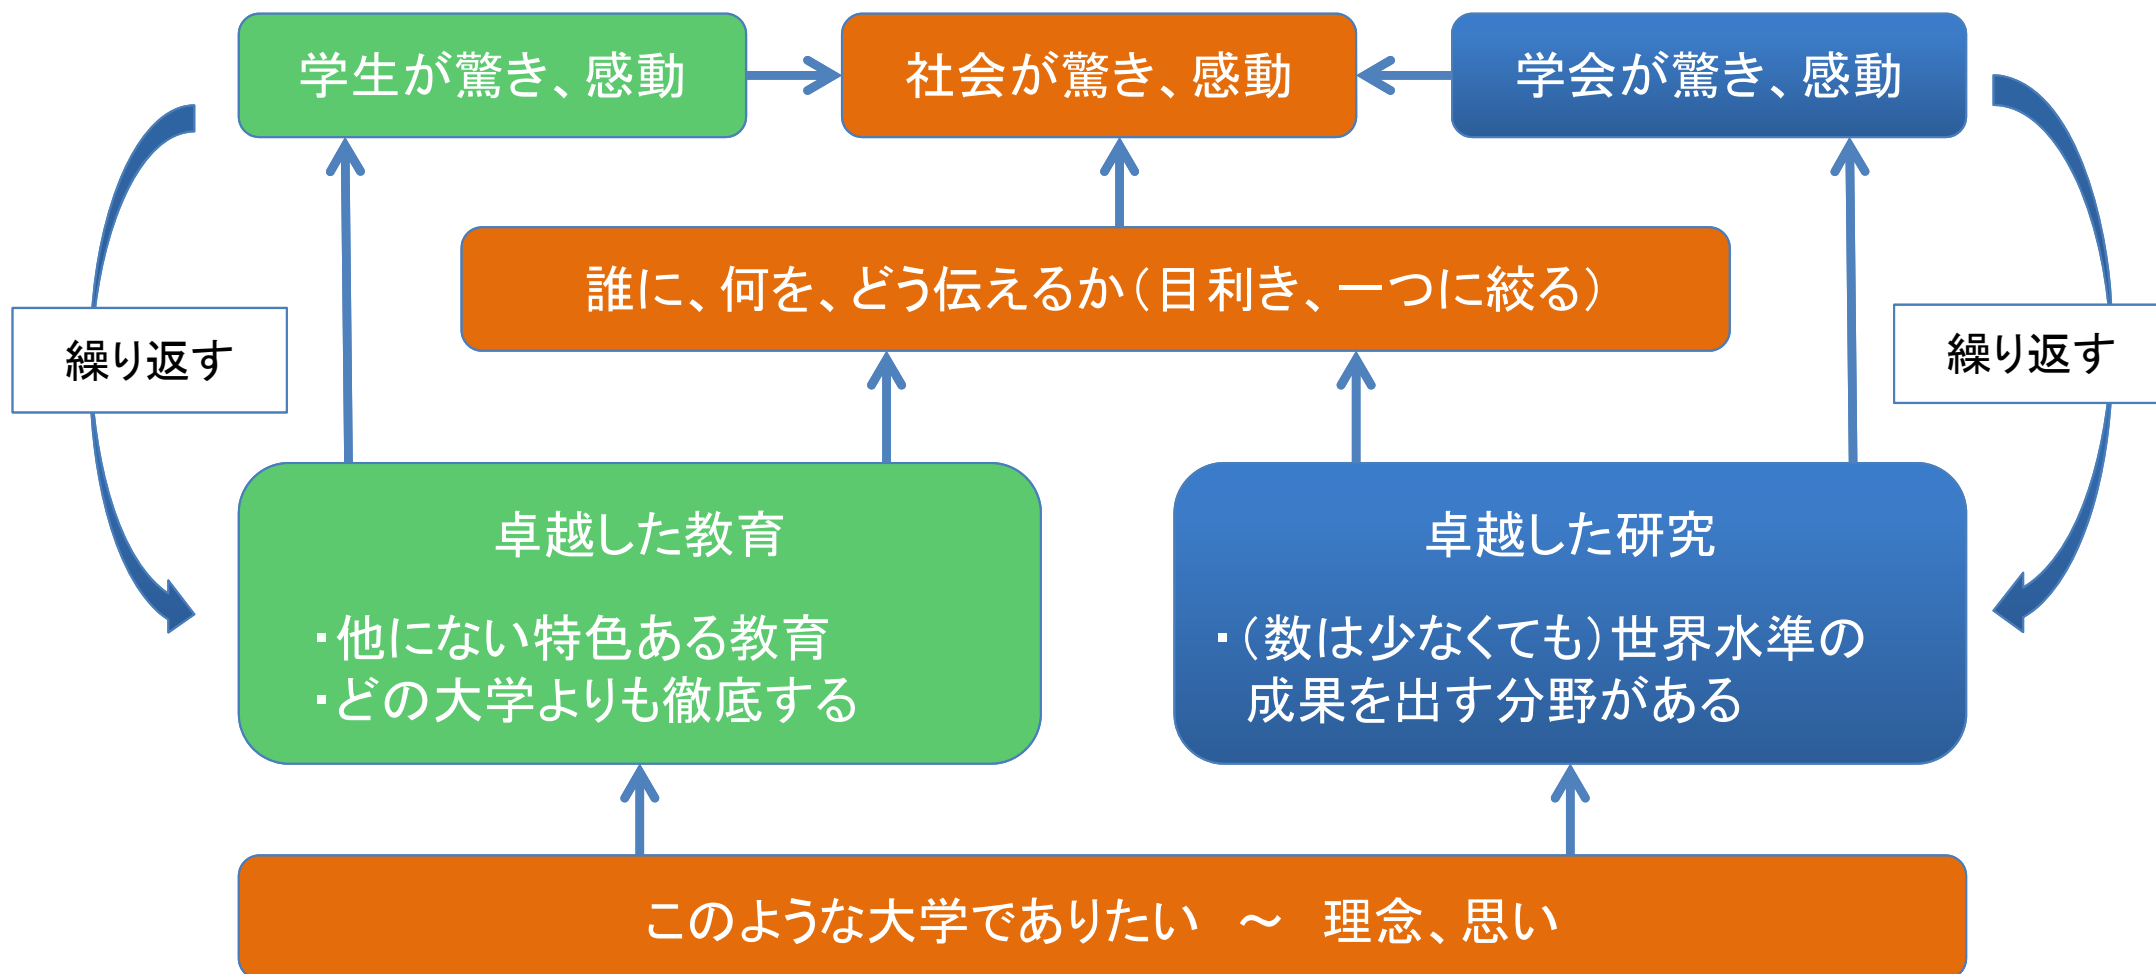 学生が驚き、感動
社会が驚き、感動
学会が驚き、感動
誰に、何を、どう伝えるか（目利き、一つに絞る）
繰り返す
繰り返す
卓越した教育
・他にない特色ある教育
・どの大学よりも徹底する
卓越した研究
・（数は少なくても）世界水準の
成果を出す分野がある
このような大学でありたい　～　理念、思い